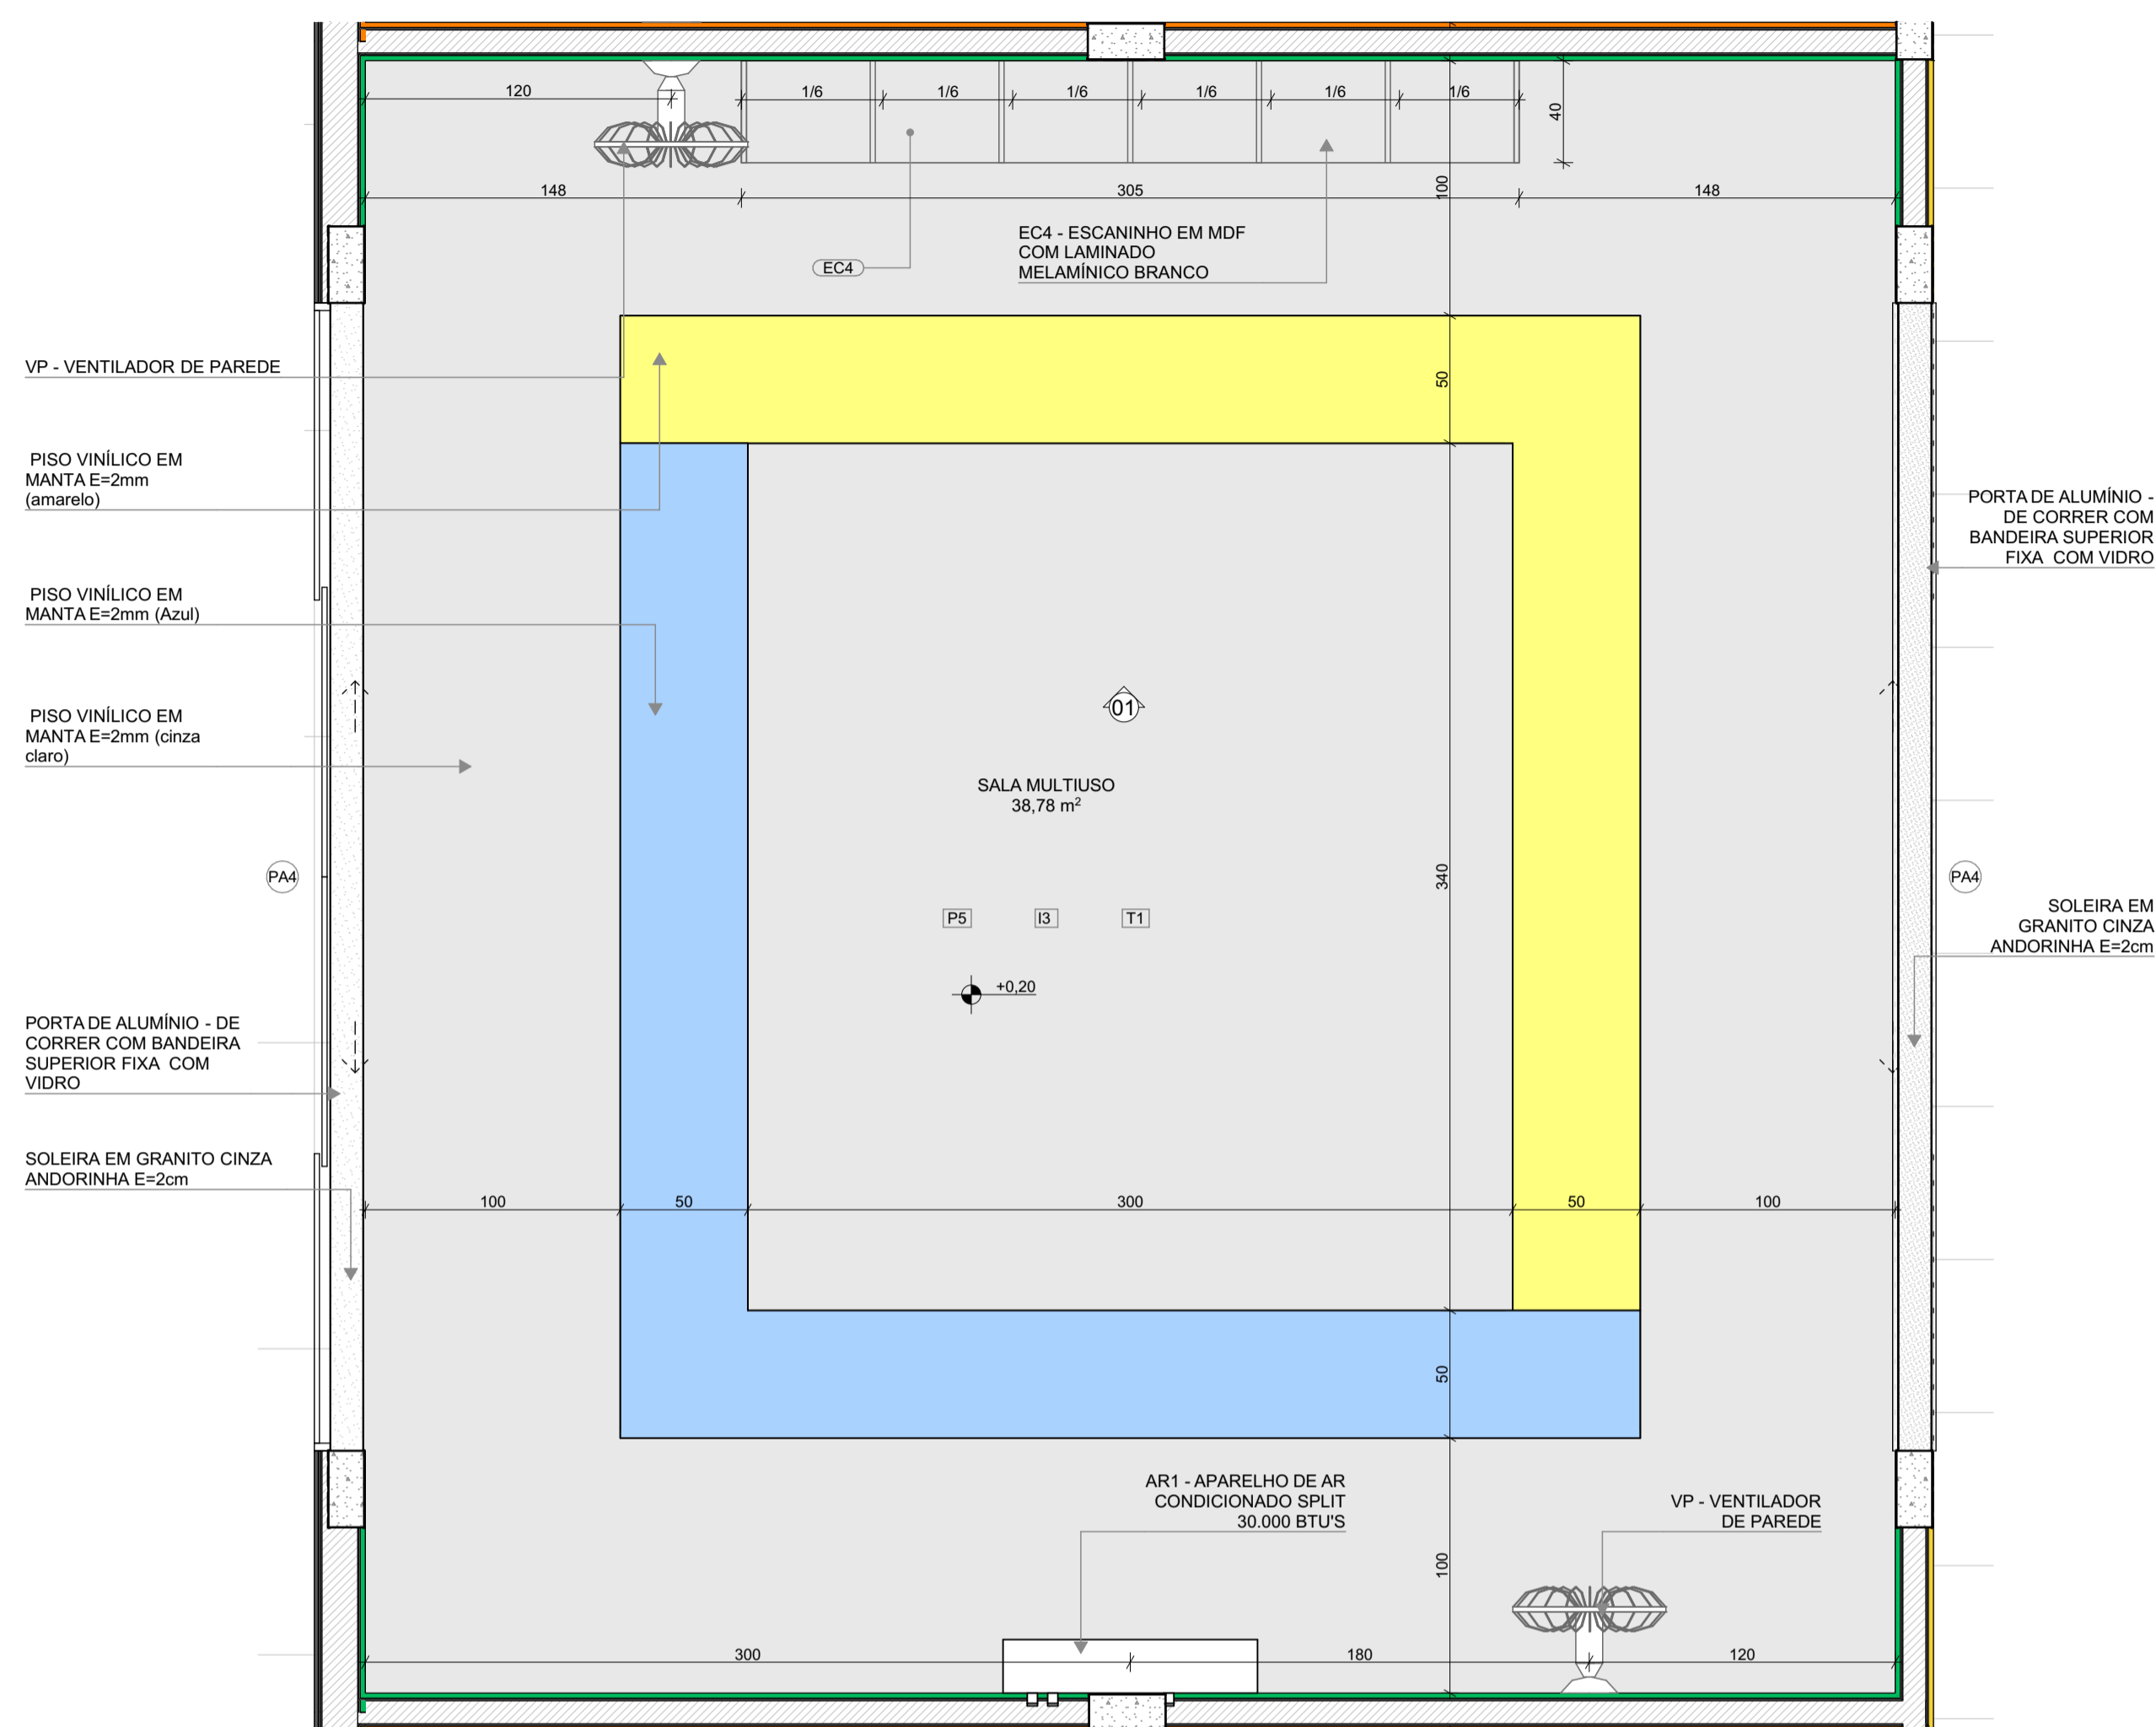 120
1/6
1/6
1/6
1/6
1/6
1/6
40
148
305
148
100
EC4 - ESCANINHO EM MDF
COM LAMINADO
MELAMÍNICO BRANCO
EC4
VP - VENTILADOR DE PAREDE
50
PISO VINÍLICO EM
MANTA E=2mm
(amarelo)
PORTA DE ALUMÍNIO -
DE CORRER COM
BANDEIRA SUPERIOR
FIXA COM VIDRO
PISO VINÍLICO EM
MANTA E=2mm (Azul)
PISO VINÍLICO EM
MANTA E=2mm (cinza
claro)
01
SALA MULTIUSO
38,78 m²
PA4
340
PA4
P5
I3
T1
SOLEIRA EM
GRANITO CINZA
ANDORINHA E=2cm
+0,20
PORTA DE ALUMÍNIO - DE
CORRER COM BANDEIRA
SUPERIOR FIXA COM
VIDRO
SOLEIRA EM GRANITO CINZA
ANDORINHA E=2cm
100
50
300
50
100
50
AR1 - APARELHO DE AR
CONDICIONADO SPLIT
30.000 BTU'S
VP - VENTILADOR
DE PAREDE
100
300
180
120